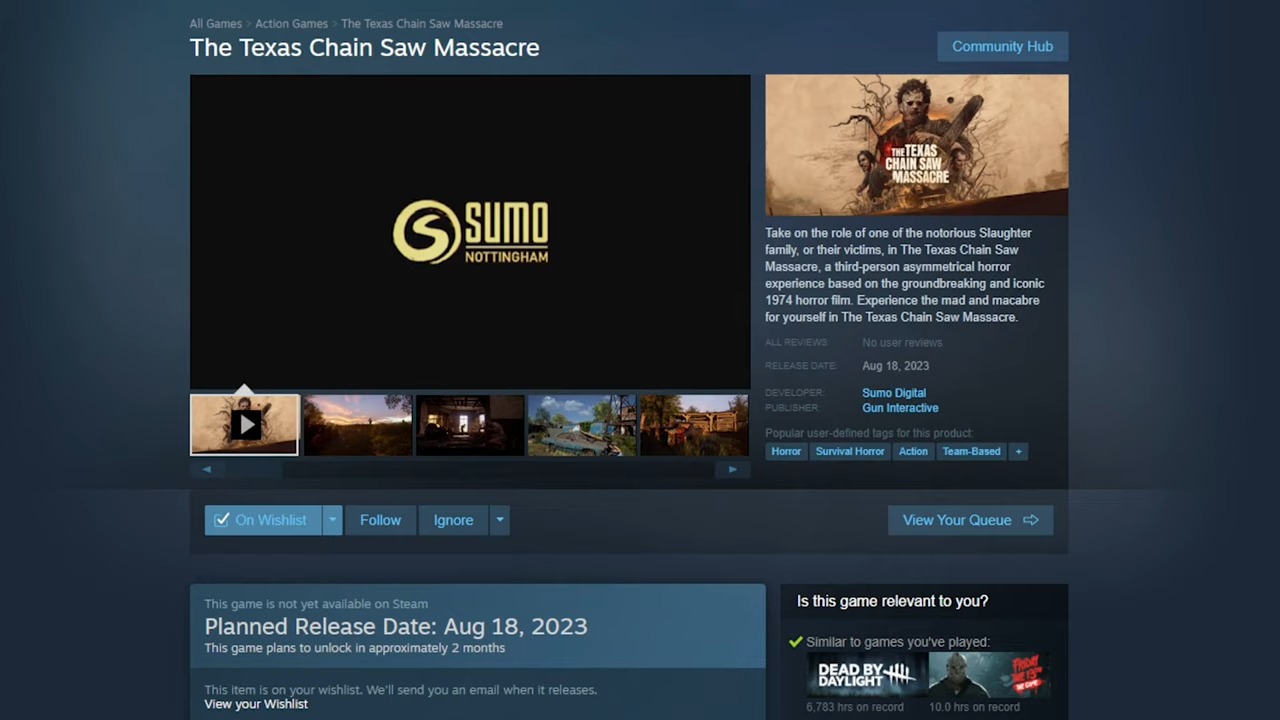 All Games > Action Games > The Texas Chain Saw Massacre
The Texas Chain Saw Massacre
Community Hub
SUMO
NOTTINGHAM
THE TEXAS
CHAIN SAW
MASSACRE
Take on the role of one of the notorious Slaughter
family, or their victims, in The Texas Chain Saw
Massacre, a third-person asymmetrical horror
experience based on the groundbreaking and iconic
1974 horror film. Experience the mad and macabre
for yourself in The Texas Chain Saw Massacre.
ALL REVIEWS: No user reviews
RELEASE DATE: Aug 18, 2023
DEVELOPER: Sumo Digital
PUBLISHER: Gun Interactive
Popular user-defined tags for this product:
Horror Survival Horror Action Team-Based +
On Wishlist Follow Ignore View Your Queue
This game is not yet available on Steam
Planned Release Date: Aug 18, 2023
This game plans to unlock in approximately 2 months
This item is on your wishlist. We'll send you an email when it releases.
View your Wishlist
Is this game relevant to you?
Similar to games you've played:
DEAD BY
DAYLIGHT
FRIDAY
THE 13TH
THE GAME
6,783 hrs on record 10.0 hrs on record